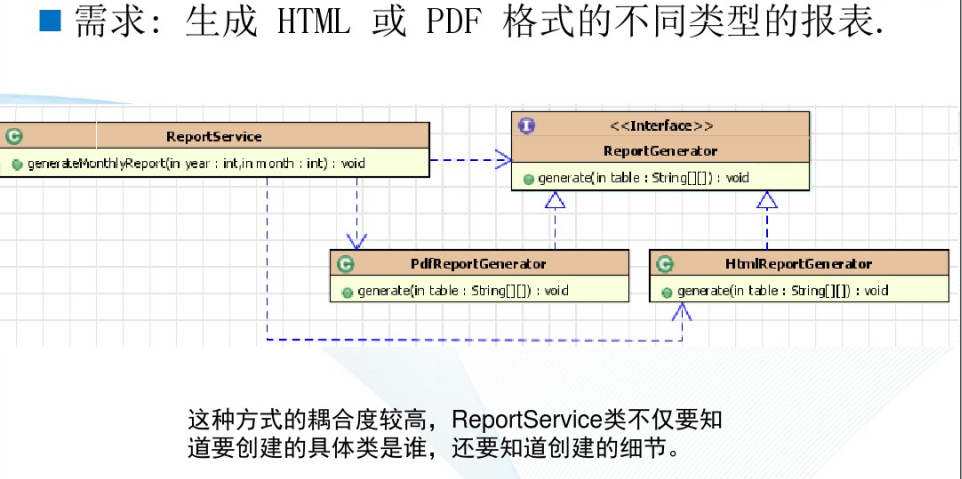 需求: 生成 HTML 或 PDF 格式的不同类型的报表.
C ReportService
generateMonthlyReport(in year : int,in month : int) : void
I <<Interface>>
ReportGenerator
generate(in table : String[][]) : void
C PdfReportGenerator
generate(in table : String[][]) : void
C HtmlReportGenerator
generate(in table : String[][]) : void
这种方式的耦合度较高，ReportService类不仅要知
道要创建的具体类是谁，还要知道创建的细节。